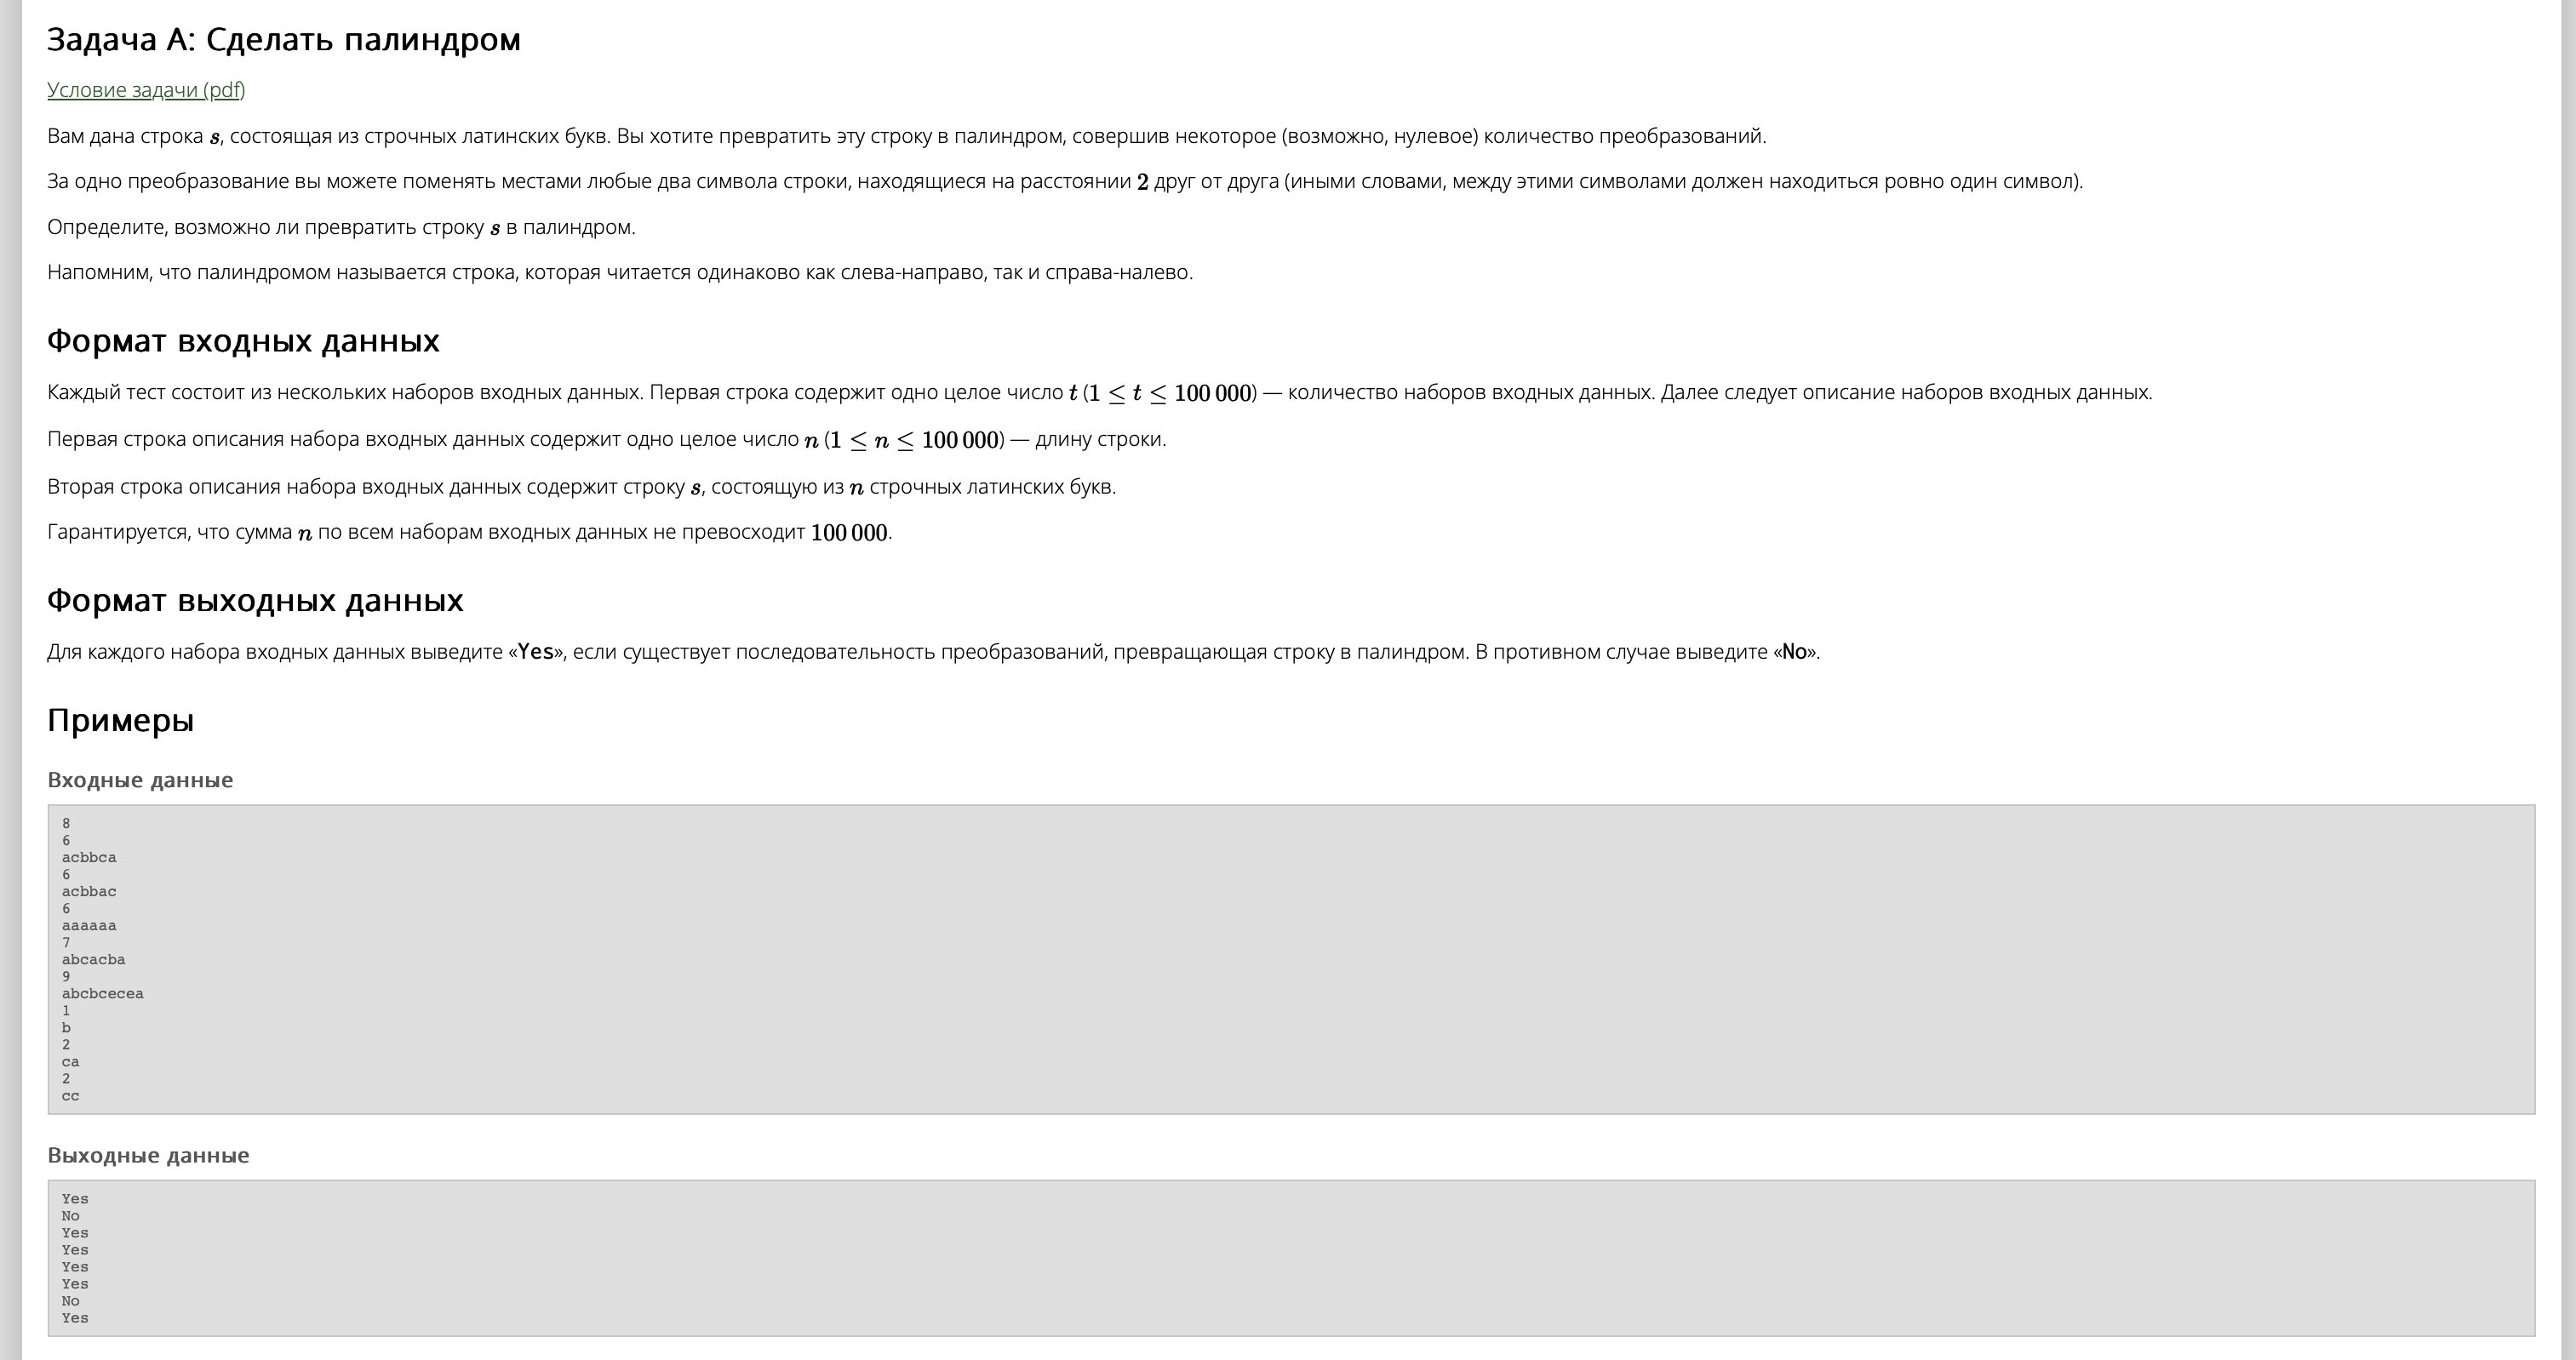 Задача A: Сделать палиндром
Условие задачи (pdf)
Вам дана строка s, состоящая из строчных латинских букв. Вы хотите превратить эту строку в палиндром, совершив некоторое (возможно, нулевое) количество преобразований.
За одно преобразование вы можете поменять местами любые два символа строки, находящиеся на расстоянии 2 друг от друга (иными словами, между этими символами должен находиться ровно один символ).
Определите, возможно ли превратить строку s в палиндром.
Напомним, что палиндромом называется строка, которая читается одинаково как слева-направо, так и справа-налево.
Формат входных данных
Каждый тест состоит из нескольких наборов входных данных. Первая строка содержит одно целое число t (1 ≤ t ≤ 100 000) — количество наборов входных данных. Далее следует описание наборов входных данных.
Первая строка описания набора входных данных содержит одно целое число n (1 ≤ n ≤ 100 000) — длину строки.
Вторая строка описания набора входных данных содержит строку s, состоящую из n строчных латинских букв.
Гарантируется, что сумма n по всем наборам входных данных не превосходит 100 000.
Формат выходных данных
Для каждого набора входных данных выведите «Yes», если существует последовательность преобразований, превращающая строку в палиндром. В противном случае выведите «No».
Примеры
Входные данные
8
6
acbbca
6
acbbac
6
aaaaaa
7
abcacba
9
abcbcecea
1
b
2
ca
2
cc
Выходные данные
Yes
No
Yes
Yes
Yes
Yes
No
Yes